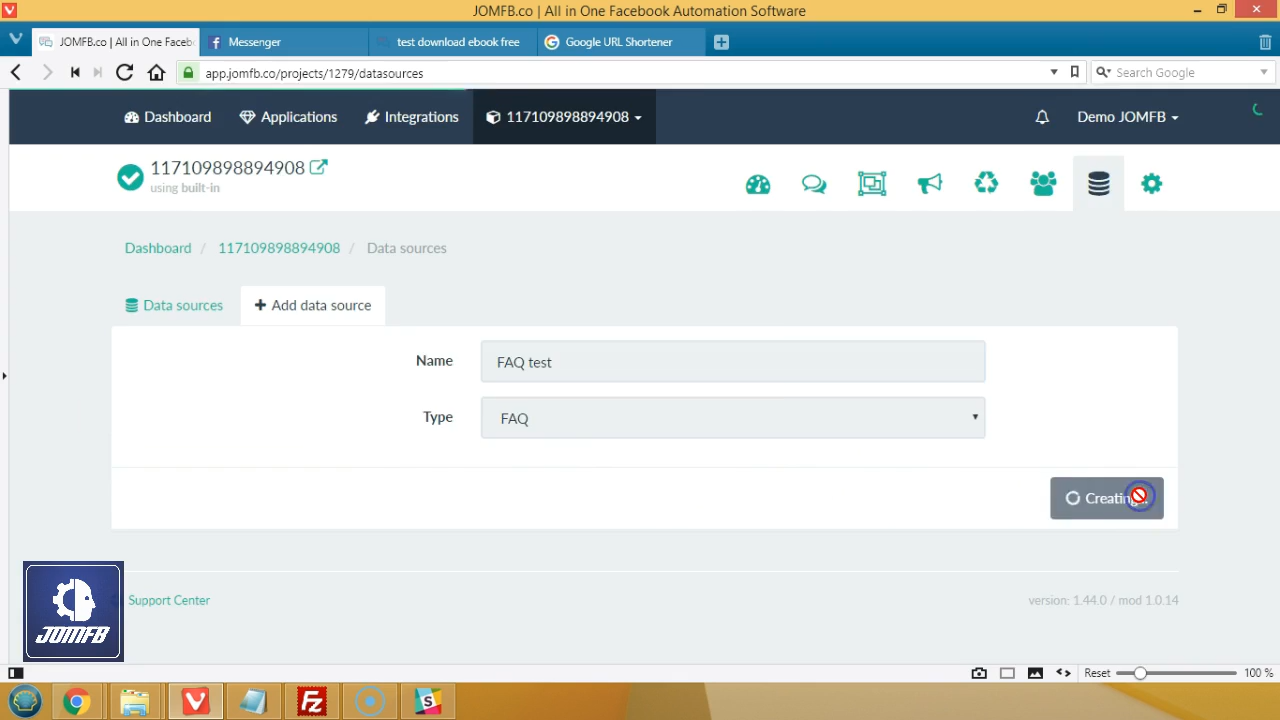 JOMFB.co | All in One Facebook Automation Software
JOMFB.co | All in One Faceb
Messenger
test download ebook free
Google URL Shortener
app.jomfb.co/projects/1279/datasources
Search Google
Dashboard
Applications
Integrations
117109898894908
Demo JOMFB
117109898894908
using built-in
Dashboard / 117109898894908 / Data sources
Data sources
Add data source
Name
FAQ test
Type
FAQ
Creating
Support Center
version: 1.44.0 / mod 1.0.14
JOMFB
Reset
100 %